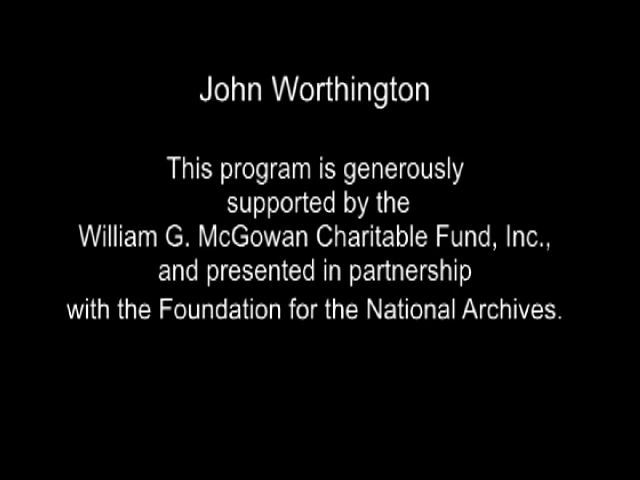 John Worthington
This program is generously
supported by the
William G. McGowan Charitable Fund, Inc.,
and presented in partnership
with the Foundation for the National Archives.